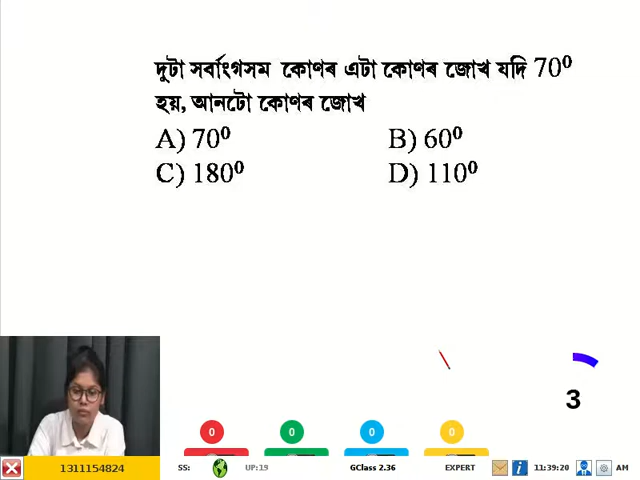 দুটা সৰ্বাংগসম কোণৰ এটা কোণৰ জোখ যদি 70⁰
হয়, আনটো কোণৰ জোখ
A) 70⁰ B) 60⁰
C) 180⁰ D) 110⁰
3
0 0 0 0
1311154824 SS: UP:19 GClass 2.36 EXPERT 11:39:20 AM